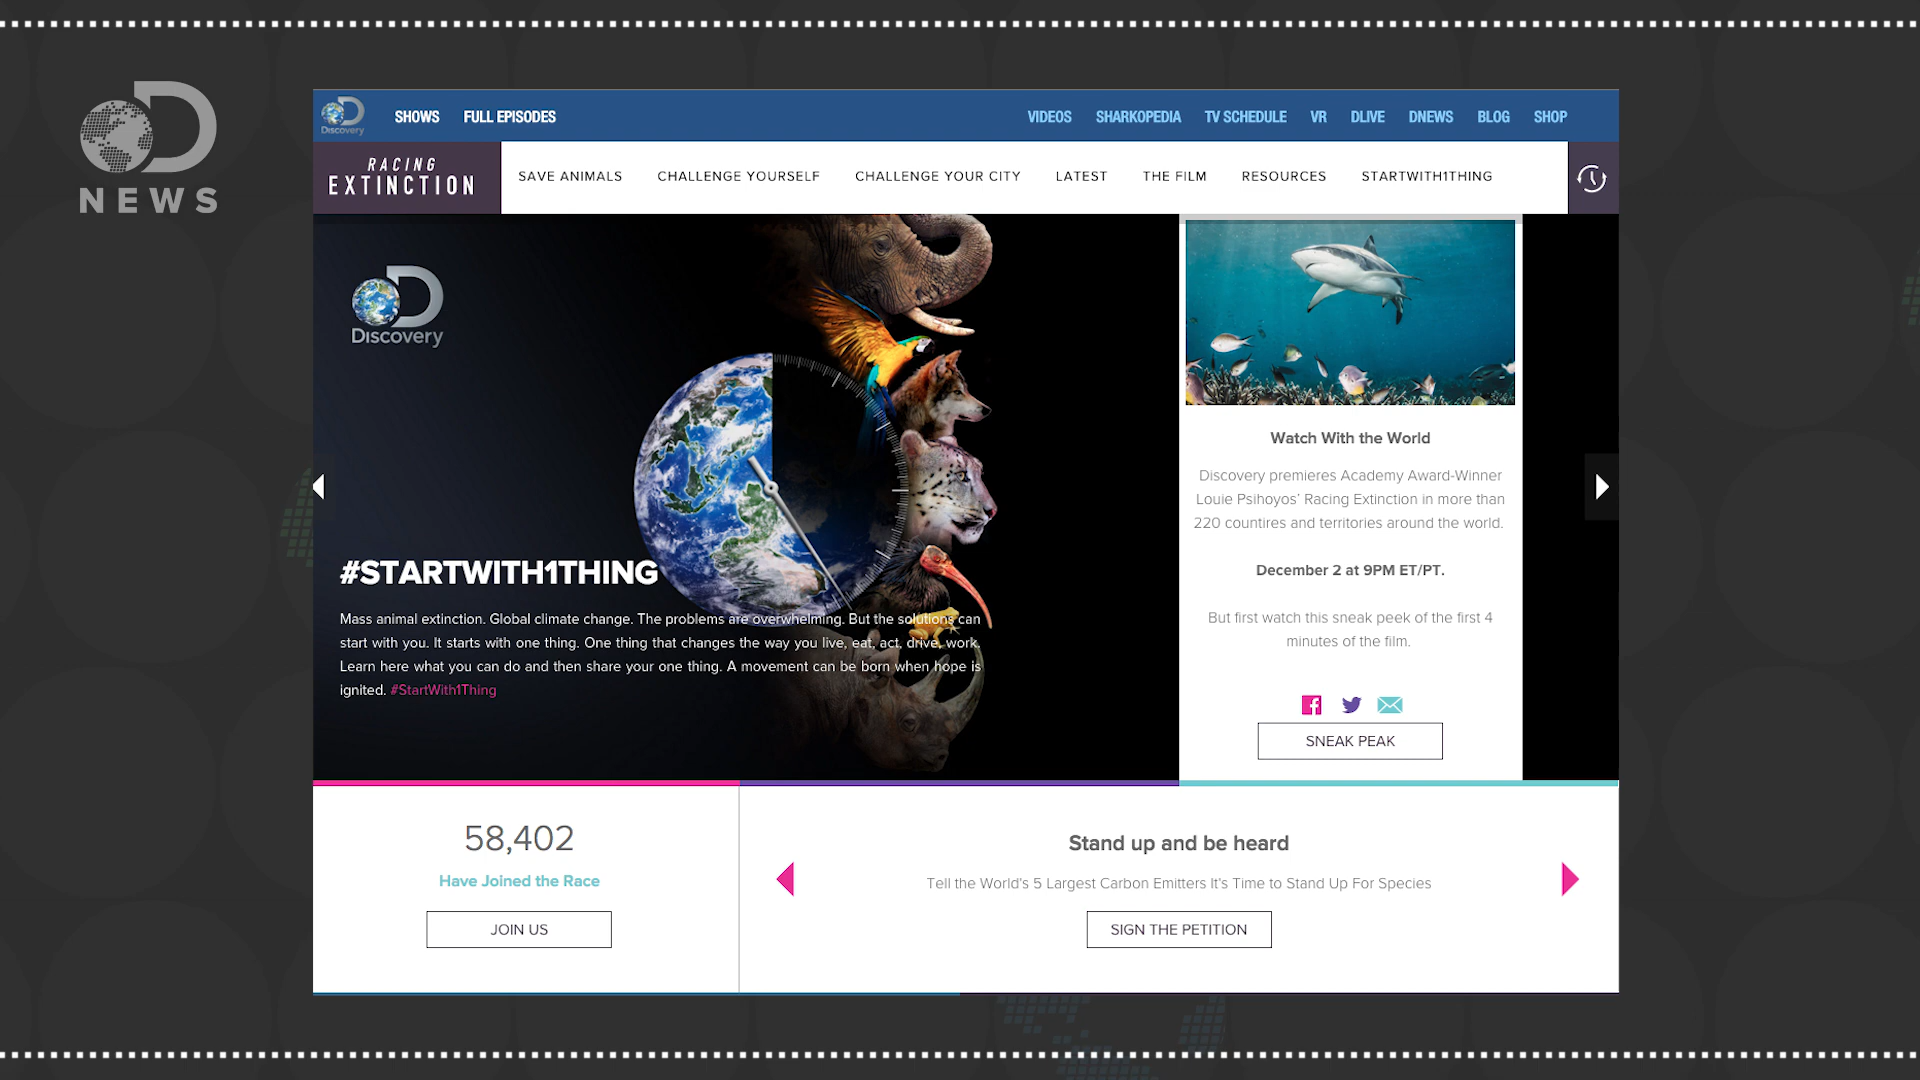 NEWS
Discovery
SHOWS FULL EPISODES VIDEOS SHARKOPEDIA TV SCHEDULE VR DLIVE DNEWS BLOG SHOP
RACING
EXTINCTION
SAVE ANIMALS CHALLENGE YOURSELF CHALLENGE YOUR CITY LATEST THE FILM RESOURCES STARTWITH1THING
Discovery
#STARTWITH1THING
Mass animal extinction. Global climate change. The problems are overwhelming. But the solutions can
start with you. It starts with one thing. One thing that changes the way you live, eat, act, drive, work.
Learn here what you can do and then share your one thing. A movement can be born when hope is
ignited. #StartWith1Thing
Watch With the World
Discovery premieres Academy Award-Winner
Louie Psihoyos' Racing Extinction in more than
220 countires and territories around the world.
December 2 at 9PM ET/PT.
But first watch this sneak peek of the first 4
minutes of the film.
SNEAK PEAK
58,402
Have Joined the Race
JOIN US
Stand up and be heard
Tell the World's 5 Largest Carbon Emitters It's Time to Stand Up For Species
SIGN THE PETITION